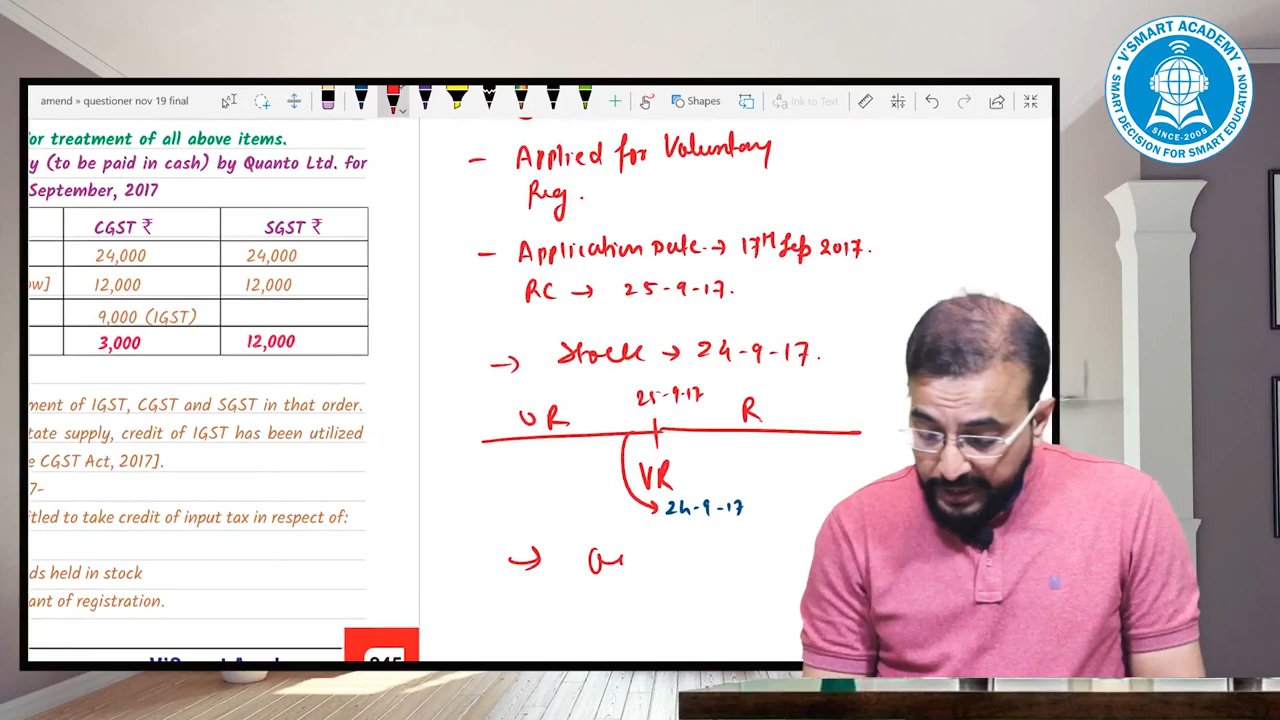 V'SMART ACADEMY
SMART DECISION FOR SMART EDUCATION
SINCE-2005
amend » questioner nov 19 final
Shapes
Ink to Text
or treatment of all above items.
y (to be paid in cash) by Quanto Ltd. for
September, 2017
CGST ₹ SGST ₹
24,000 24,000
ow] 12,000 12,000
9,000 (IGST)
3,000 12,000
ment of IGST, CGST and SGST in that order.
tate supply, credit of IGST has been utilized
e CGST Act, 2017].
7-
itled to take credit of input tax in respect of:
ds held in stock
ant of registration.
- Applied for Voluntary
Reg.
- Application Date → 17th Sep 2017.
RC → 25-9-17.
→ Stock → 24-9-17.
25-9-17
UR R
VR
24-9-17
→